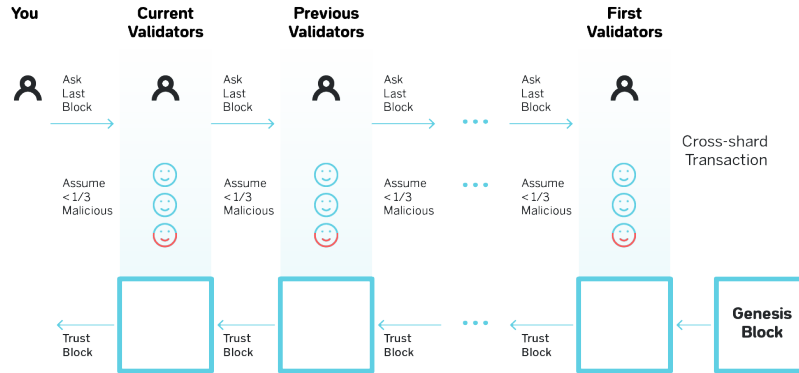 You
Current
Validators
Previous
Validators
First
Validators
Ask
Last
Block
Ask
Last
Block
Ask
Last
Block
Ask
Last
Block
Cross-shard
Transaction
Assume
< 1/3
Malicious
Assume
< 1/3
Malicious
Assume
< 1/3
Malicious
Assume
< 1/3
Malicious
Trust
Block
Trust
Block
Trust
Block
Trust
Block
Genesis
Block